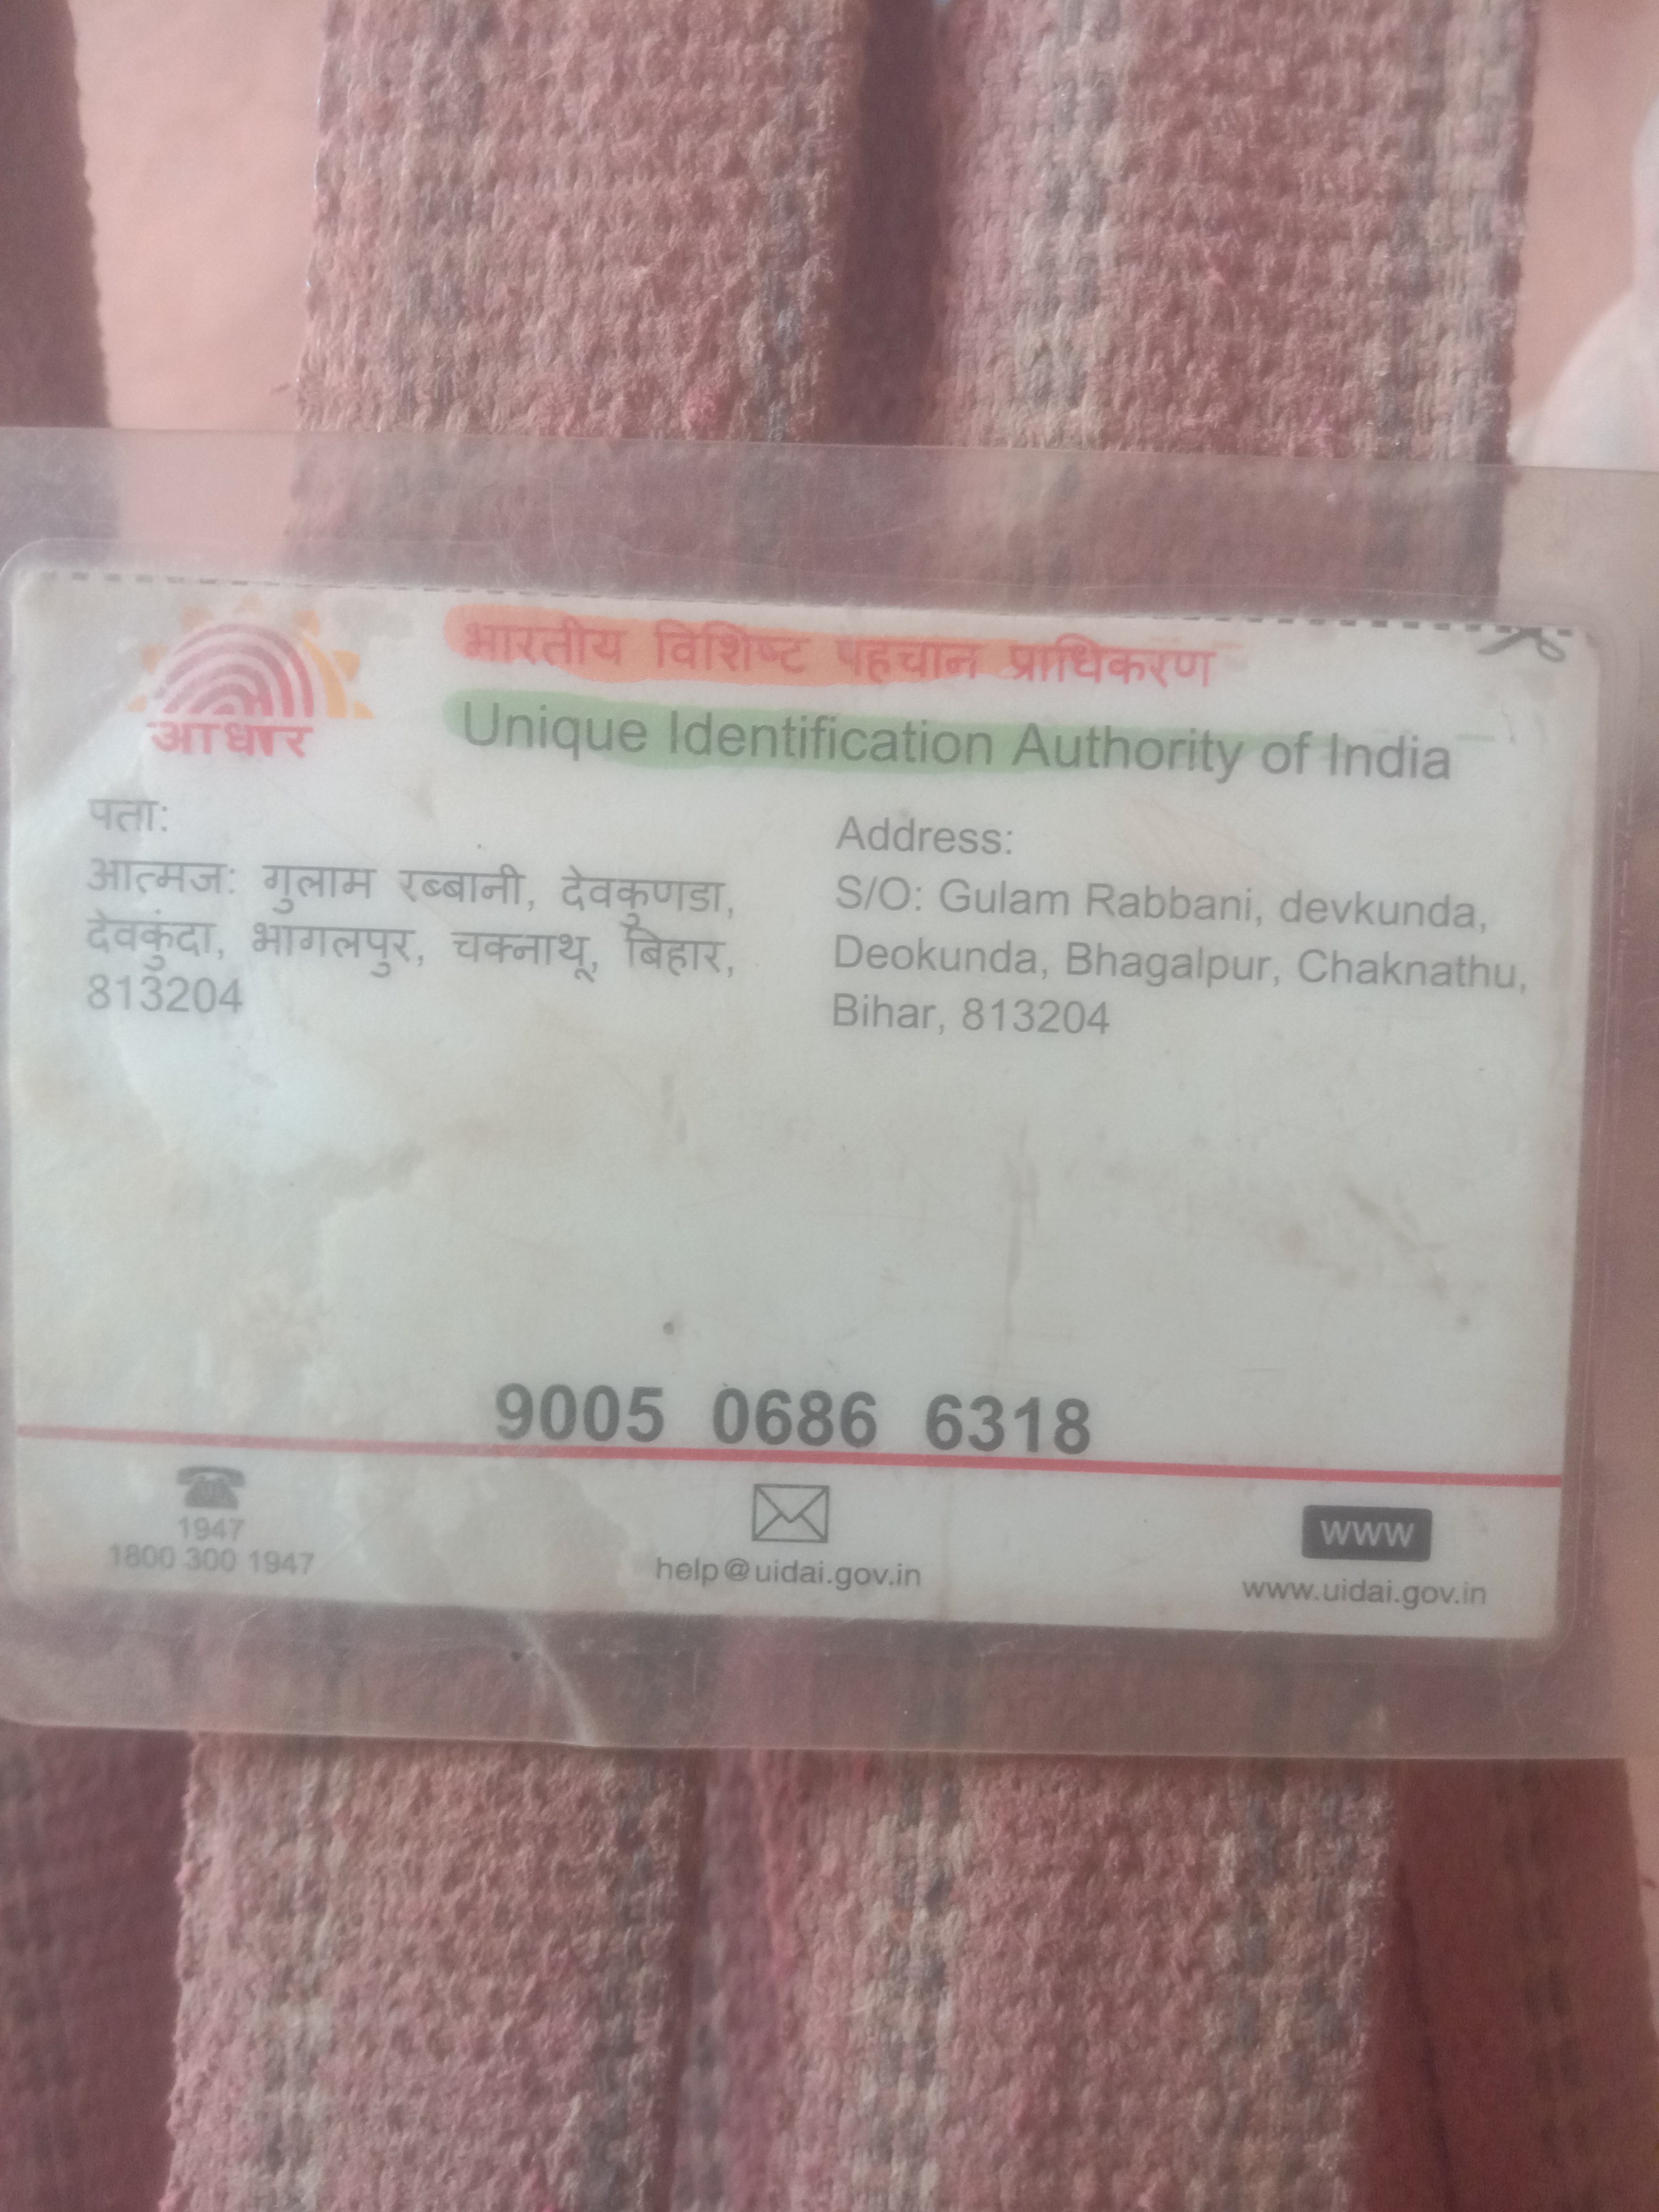 भारतीय विशिष्ट पहचान प्राधिकरण
Unique Identification Authority of India
आधार
पता:
आत्मज: गुलाम रब्बानी, देवकुणडा,
देवकुंदा, भागलपुर, चक्नाथू, बिहार,
813204
Address:
S/O: Gulam Rabbani, devkunda,
Deokunda, Bhagalpur, Chaknathu,
Bihar, 813204
9005 0686 6318
1947
1800 300 1947
help@uidai.gov.in
www
www.uidai.gov.in